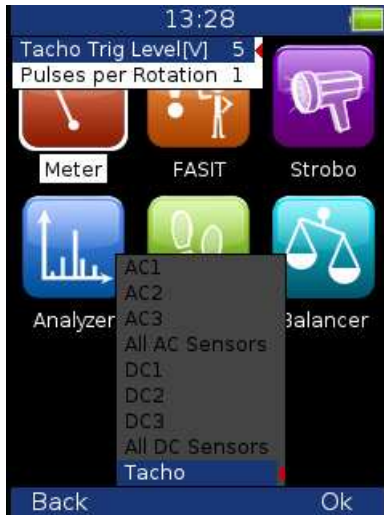 13:28
Tacho Trig Level[V] 5
Pulses per Rotation 1
Meter
FASIT
Strobo
Analyzer
Balancer
AC1
AC2
AC3
All AC Sensors
DC1
DC2
DC3
All DC Sensors
Tacho
Back
Ok